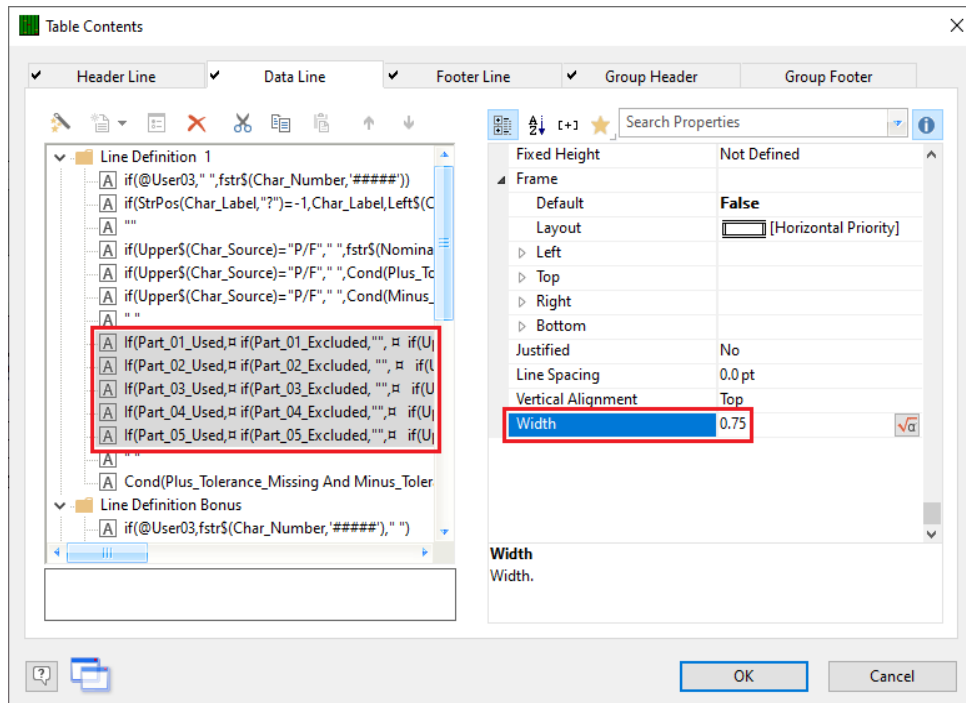 Table Contents
Header Line
Data Line
Footer Line
Group Header
Group Footer
Search Properties
Line Definition 1
if(@User03," ",fstr$(Char_Number,'#####'))
if(StrPos(Char_Label,"?")=-1,Char_Label,Left$(C
""
if(Upper$(Char_Source)="P/F"," ",fstr$(Nomina
if(Upper$(Char_Source)="P/F"," ",Cond(Plus_To
if(Upper$(Char_Source)="P/F"," ",Cond(Minus_
" "
If(Part_01_Used,¤ if(Part_01_Excluded,"", ¤ if(U
If(Part_02_Used,¤ if(Part_02_Excluded, "", ¤ if(U
If(Part_03_Used,¤ if(Part_03_Excluded, "",¤ if(U
If(Part_04_Used,¤ if(Part_04_Excluded,"",¤ if(U
If(Part_05_Used,¤ if(Part_05_Excluded,"",¤ if(U
" "
Cond(Plus_Tolerance_Missing And Minus_Toler
Line Definition Bonus
if(@User03,fstr$(Char_Number,'#####')," ")
Fixed Height Not Defined
Frame
Default False
Layout [Horizontal Priority]
Left
Top
Right
Bottom
Justified No
Line Spacing 0.0 pt
Vertical Alignment Top
Width 0.75
Width
Width.
OK
Cancel